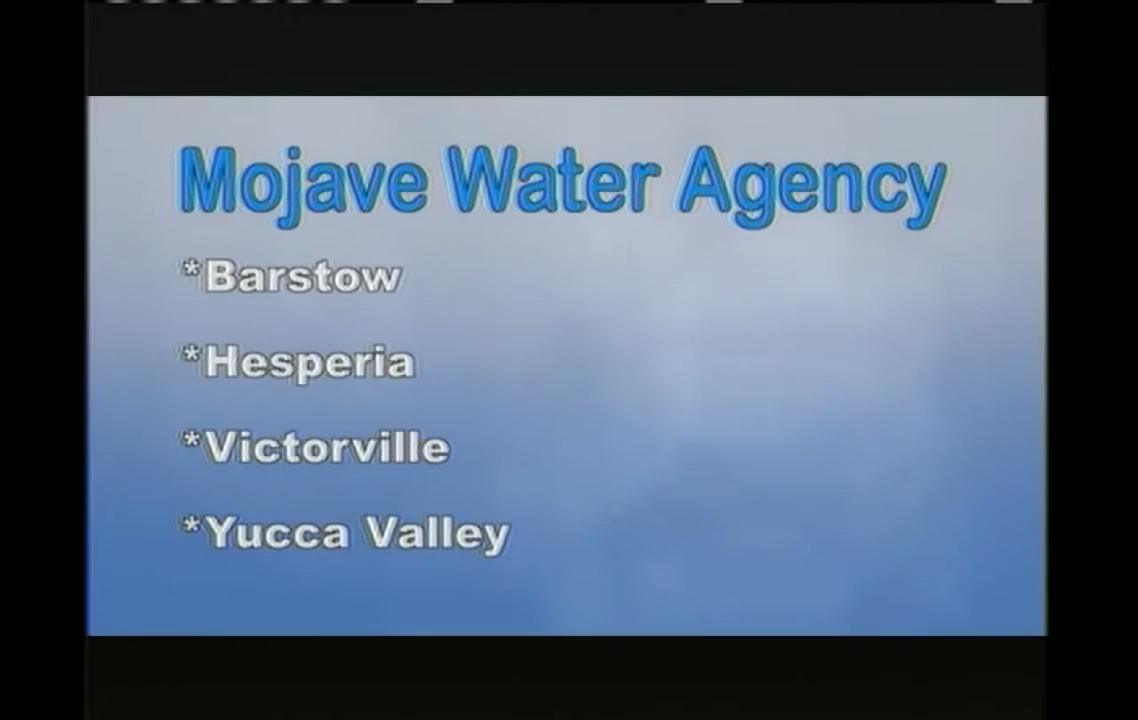 Mojave Water Agency
*Barstow
*Hesperia
*Victorville
*Yucca Valley